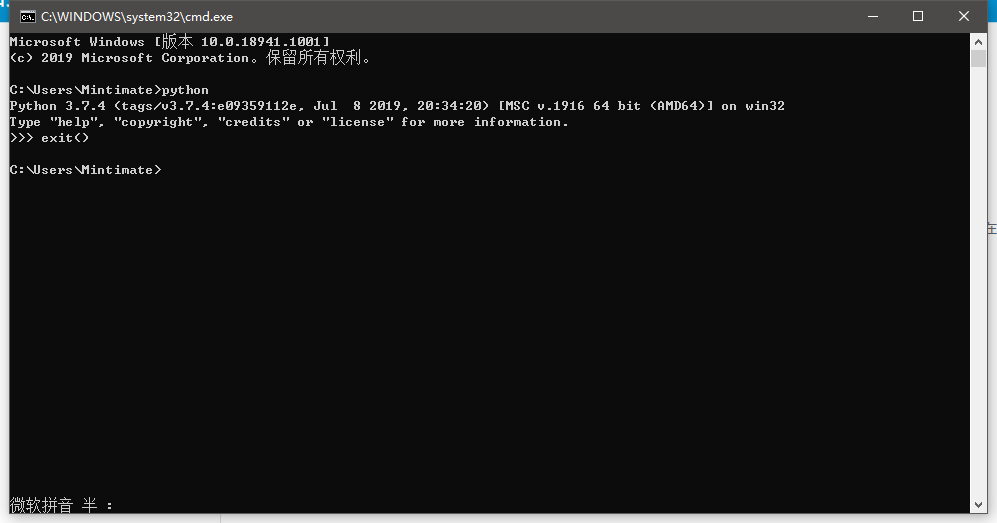 C:\WINDOWS\system32\cmd.exe
Microsoft Windows [版本 10.0.18941.1001]
(c) 2019 Microsoft Corporation。保留所有权利。
C:\Users\Mintimate>python
Python 3.7.4 (tags/v3.7.4:e09359112e, Jul  8 2019, 20:34:20) [MSC v.1916 64 bit (AMD64)] on win32
Type "help", "copyright", "credits" or "license" for more information.
>>> exit()
C:\Users\Mintimate>
微软拼音 半 :